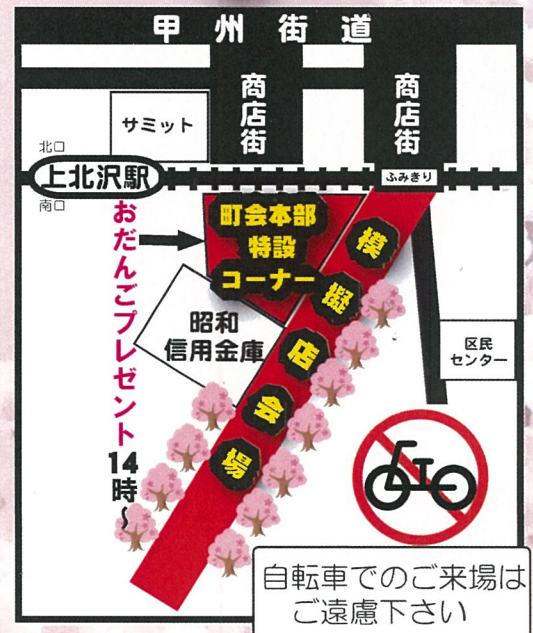 甲州街道
商店街
商店街
サミット
北口
上北沢駅
ふみきり
南口
おだんごプレゼント
14時～
町会本部
特設
コーナー
模擬店会場
昭和
信用金庫
区民
センター
自転車でのご来場は
ご遠慮下さい